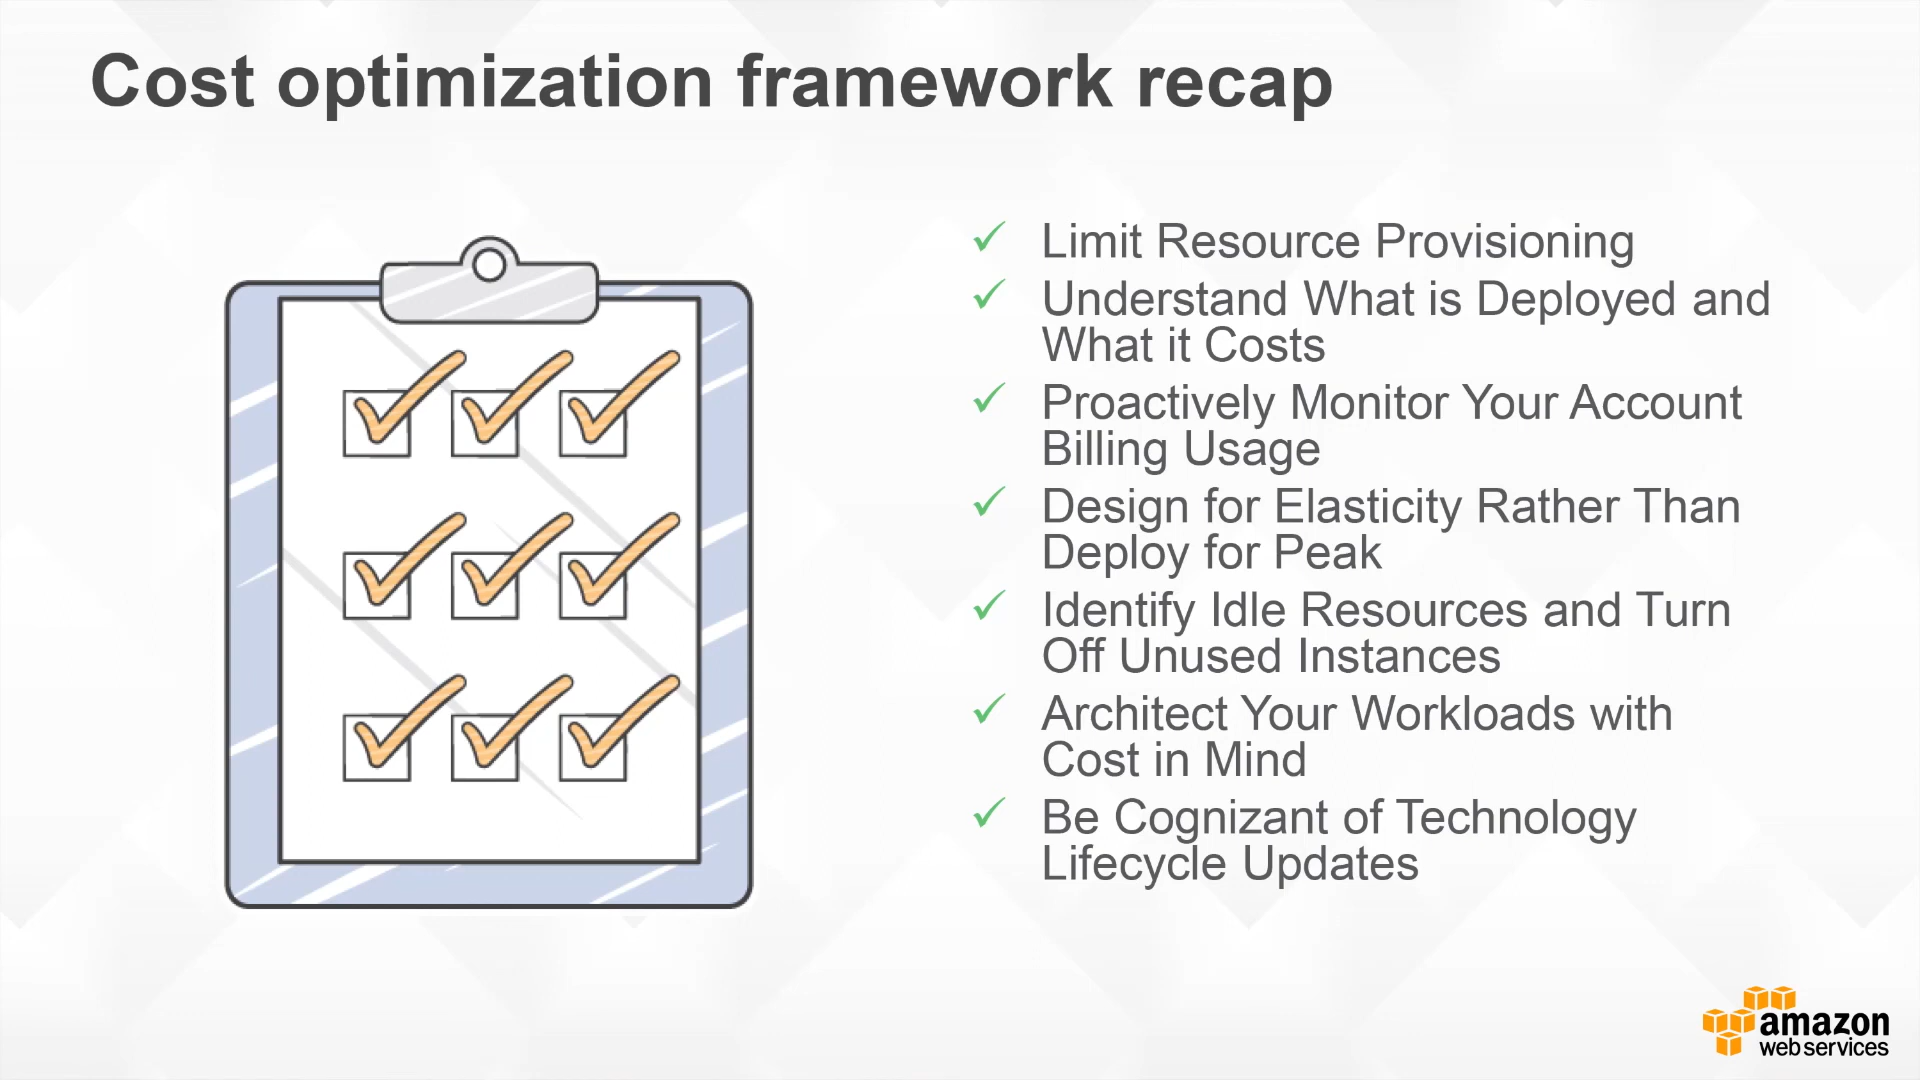 Cost optimization framework recap
Limit Resource Provisioning
Understand What is Deployed and
What it Costs
Proactively Monitor Your Account
Billing Usage
Design for Elasticity Rather Than
Deploy for Peak
Identify Idle Resources and Turn
Off Unused Instances
Architect Your Workloads with
Cost in Mind
Be Cognizant of Technology
Lifecycle Updates
amazon
web services